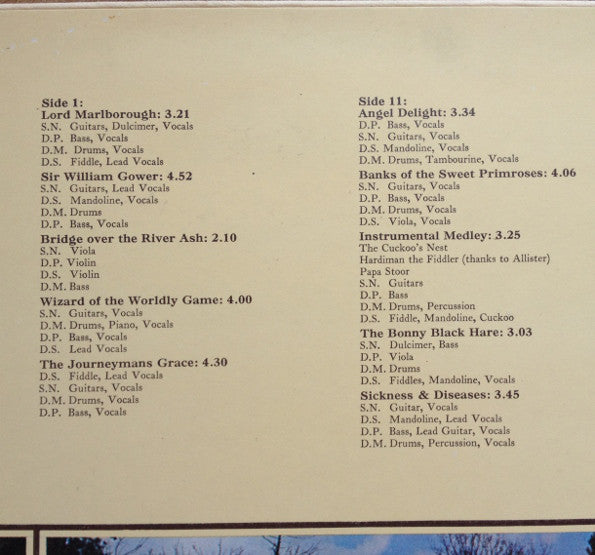 Side 1:
Lord Marlborough: 3.21
S.N. Guitars, Dulcimer, Vocals
D.P. Bass, Vocals
D.M. Drums, Vocals
D.S. Fiddle, Lead Vocals
Sir William Gower: 4.52
S.N. Guitars, Lead Vocals
D.S. Mandoline, Vocals
D.M. Drums
D.P. Bass, Vocals
Bridge over the River Ash: 2.10
S.N. Viola
D.P. Violin
D.S. Violin
D.M. Bass
Wizard of the Worldly Game: 4.00
S.N. Guitars, Vocals
D.M. Drums, Piano, Vocals
D.P. Bass, Vocals
D.S. Lead Vocals
The Journeymans Grace: 4.30
D.S. Fiddle, Lead Vocals
S.N. Guitars, Vocals
D.M. Drums, Vocals
D.P. Bass, Vocals
Side 11:
Angel Delight: 3.34
D.P. Bass, Vocals
S.N. Guitars, Vocals
D.S. Mandoline, Vocals
D.M. Drums, Tambourine, Vocals
Banks of the Sweet Primroses: 4.06
S.N. Guitars, Vocals
D.P. Bass, Vocals
D.M. Drums, Vocals
D.S. Viola, Vocals
Instrumental Medley: 3.25
The Cuckoo's Nest
Hardiman the Fiddler (thanks to Allister)
Papa Stoor
S.N. Guitars
D.P. Bass
D.M. Drums, Percussion
D.S. Fiddle, Mandoline, Cuckoo
The Bonny Black Hare: 3.03
S.N. Dulcimer, Bass
D.P. Viola
D.M. Drums
D.S. Fiddles, Mandoline, Vocals
Sickness & Diseases: 3.45
S.N. Guitar, Vocals
D.S. Mandoline, Lead Vocals
D.P. Bass, Lead Guitar, Vocals
D.M. Drums, Percussion, Vocals